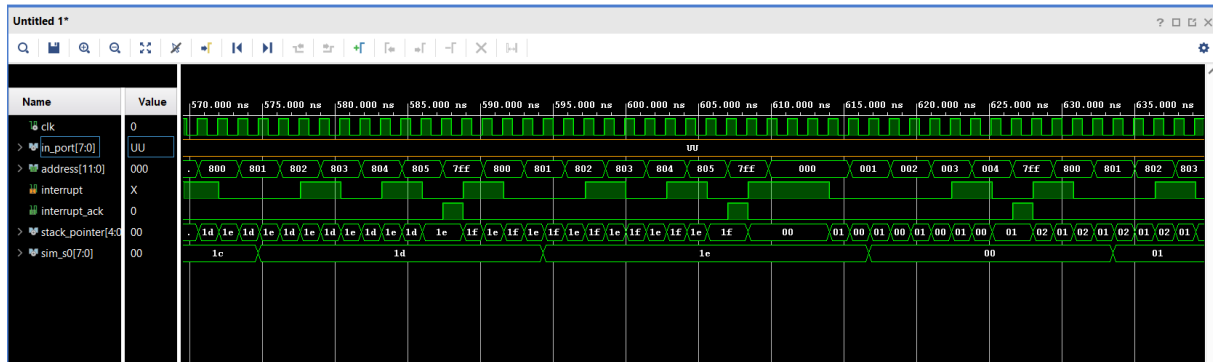 Untitled 1*
Name Value
570.000 ns 575.000 ns 580.000 ns 585.000 ns 590.000 ns 595.000 ns 600.000 ns 605.000 ns 610.000 ns 615.000 ns 620.000 ns 625.000 ns 630.000 ns 635.000 ns
clk 0
in_port[7:0] UU UU
address[11:0] 000 . 800 801 802 803 804 805 7ff 800 801 802 803 804 805 7ff 000 001 002 003 004 7ff 800 801 802 803
interrupt X
interrupt_ack 0
stack_pointer[4:0 00 . 1d 1e 1d 1e 1d 1e 1d 1e 1d 1e 1d 1e 1f 1e 1f 1e 1f 1e 1f 1e 1f 1e 1f 1e 1f 00 01 00 01 00 01 00 01 00 01 02 01 02 01 02 01 02 01
sim_s0[7:0] 00 1c 1d 1e 00 01